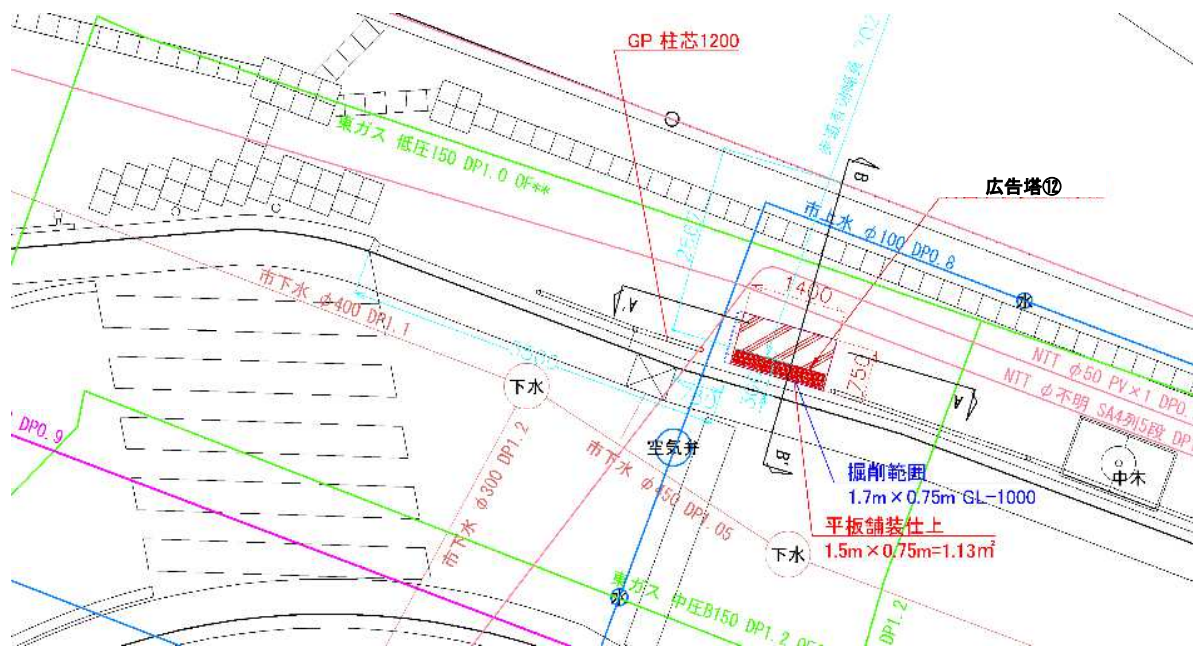 GP 柱芯1200
東ガス 低圧150 DP1.0 OF**
B
広告塔⑫
市上水 φ100 DP0.8
水
1400
A'
市下水 φ400 DP1.1
下水
750
A
NTT φ50 PV×1 DP0.
NTT φ不明 SA4列5段 DP1
空気弁
B'
掘削範囲
1.7m×0.75m GL-1000
中木
平板舗装仕上
1.5m×0.75m=1.13㎡
DP0.9
市下水 φ300 DP1.2
市下水 φ450 DP1.05
下水
水
東ガス 中圧B150 DP1.2
DP1.2